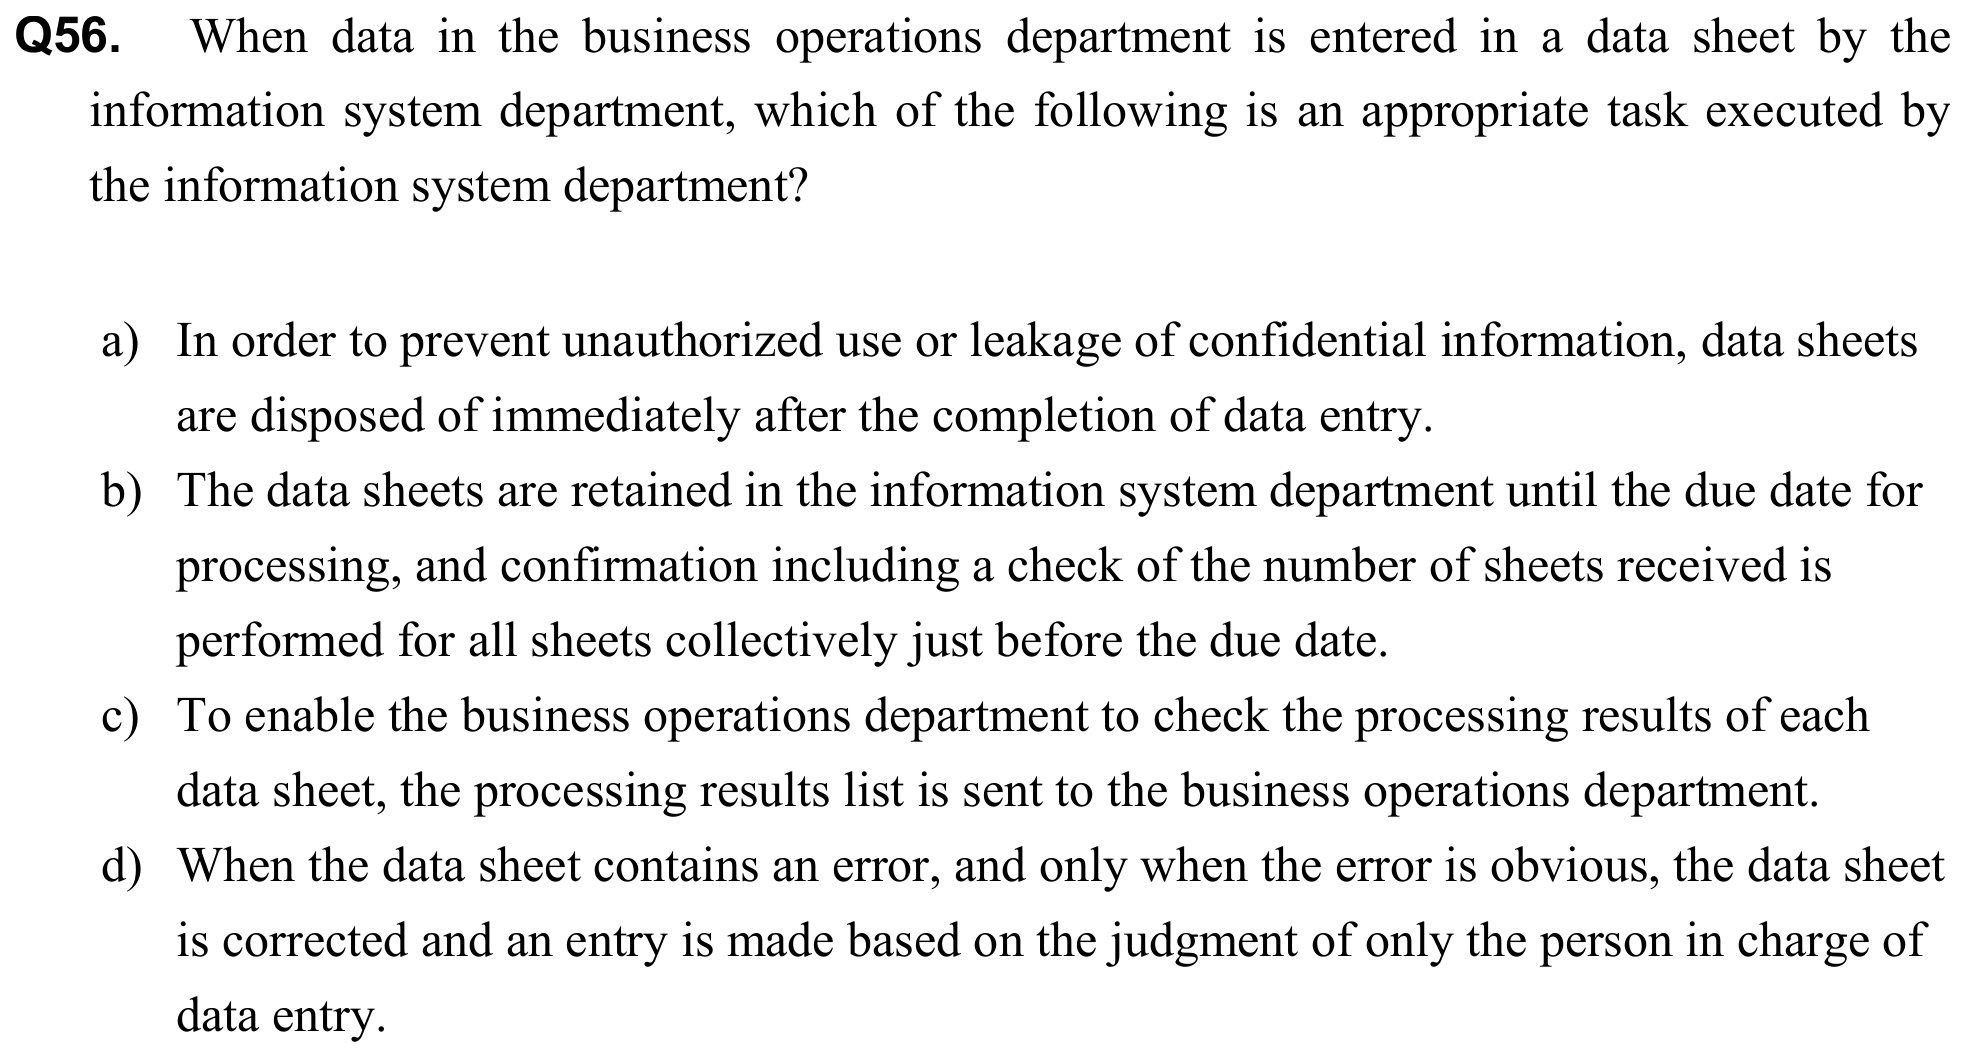 Q56. When data in the business operations department is entered in a data sheet by the
information system department, which of the following is an appropriate task executed by
the information system department?
a) In order to prevent unauthorized use or leakage of confidential information, data sheets
are disposed of immediately after the completion of data entry.
b) The data sheets are retained in the information system department until the due date for
processing, and confirmation including a check of the number of sheets received is
performed for all sheets collectively just before the due date.
c) To enable the business operations department to check the processing results of each
data sheet, the processing results list is sent to the business operations department.
d) When the data sheet contains an error, and only when the error is obvious, the data sheet
is corrected and an entry is made based on the judgment of only the person in charge of
data entry.